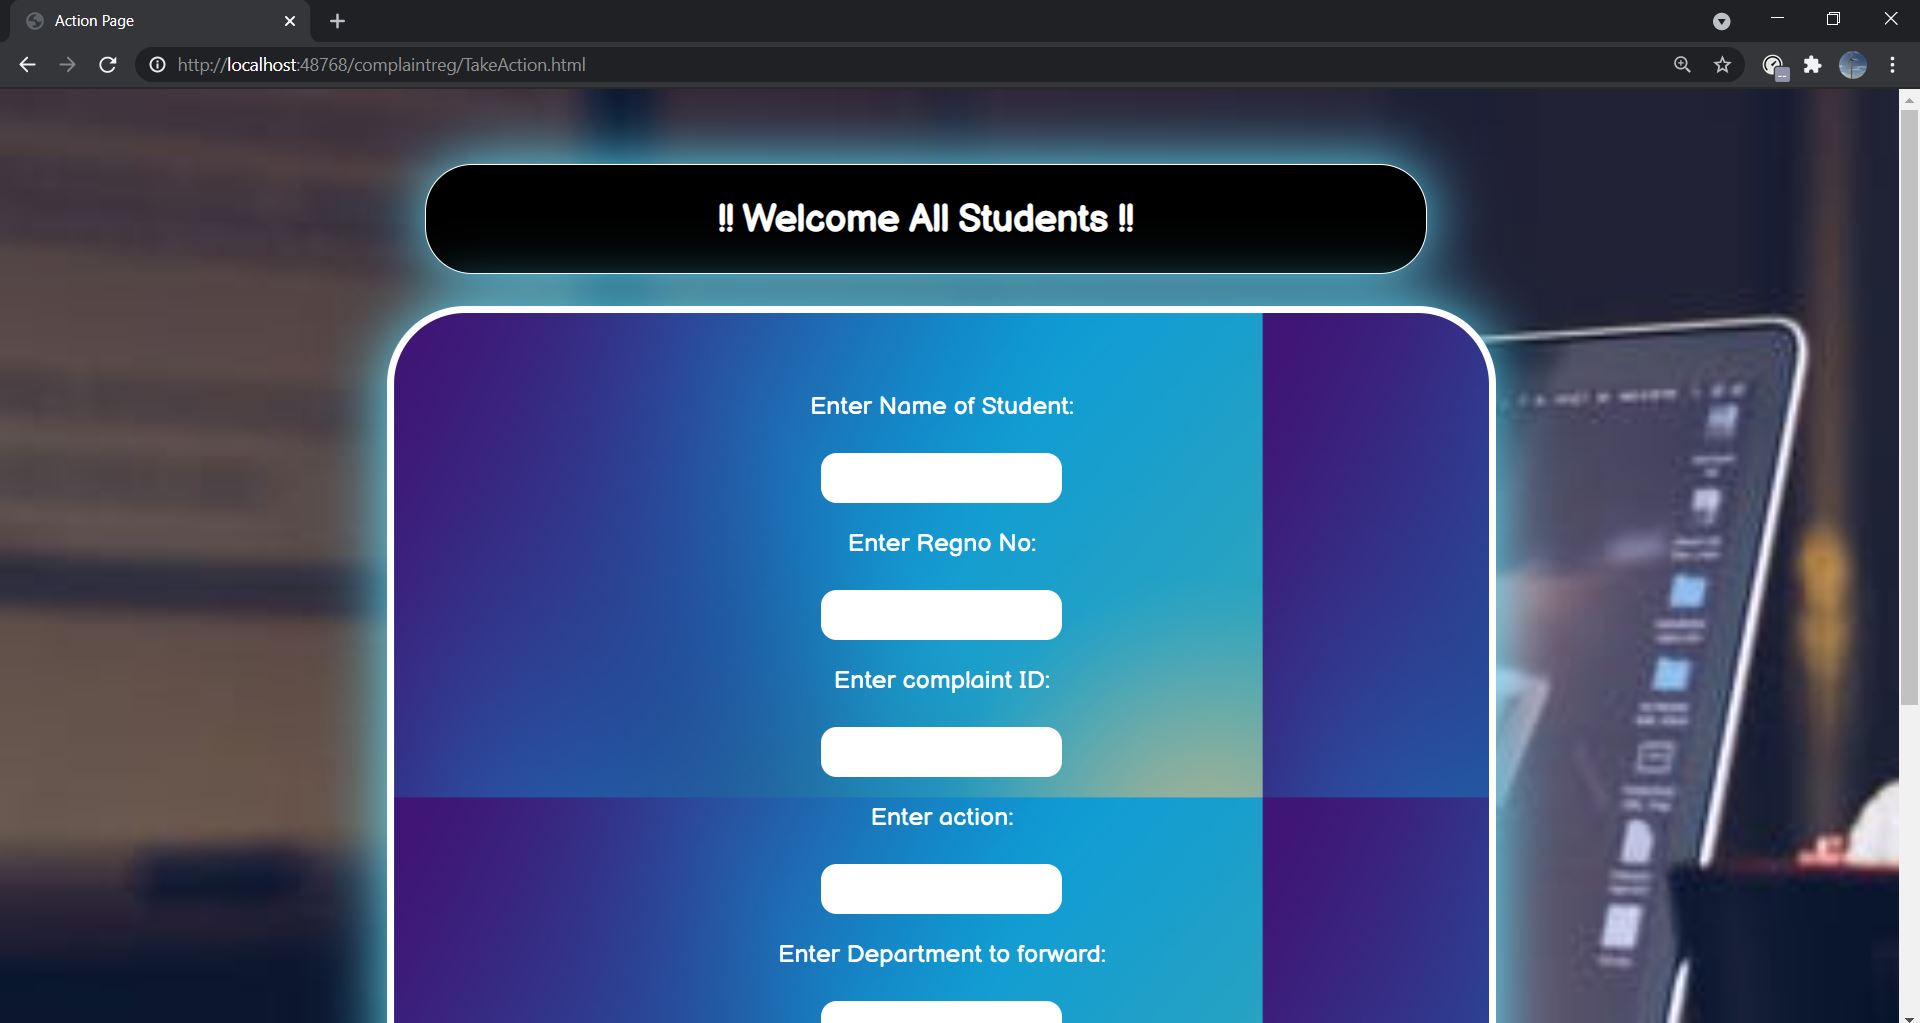 Action Page
http://localhost:48768/complaintreg/TakeAction.html
!! Welcome All Students !!
Enter Name of Student:
Enter Regno No:
Enter complaint ID:
Enter action:
Enter Department to forward: